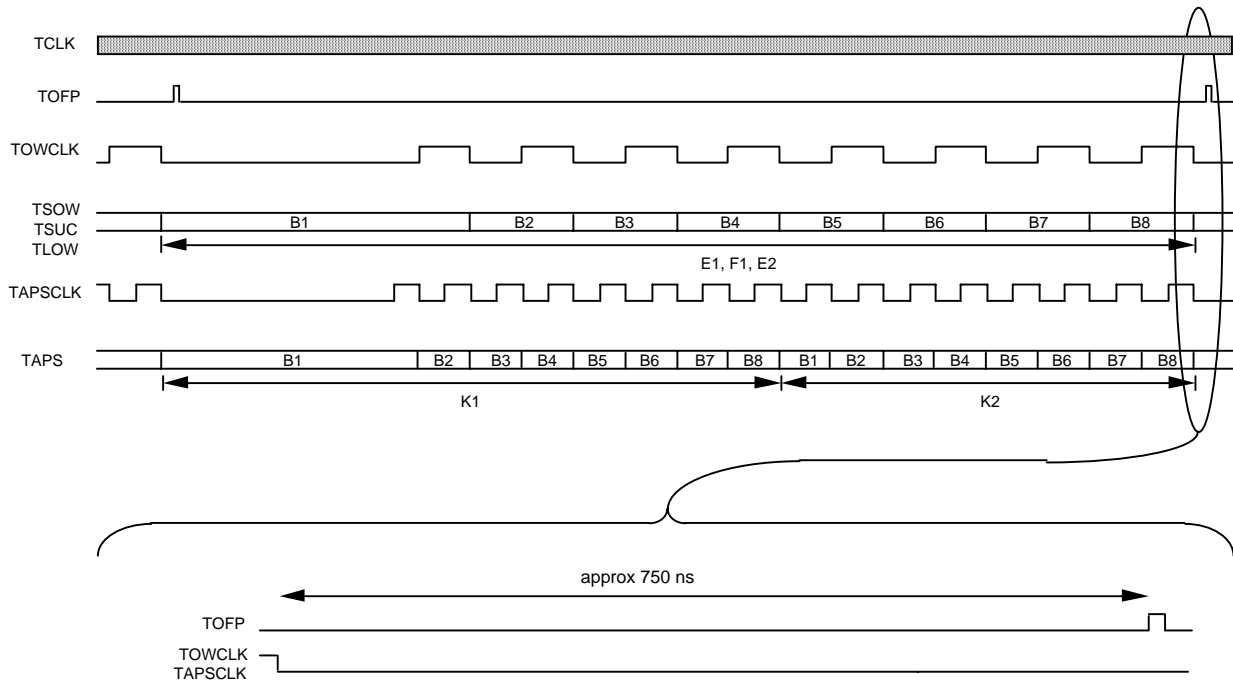 TCLK
TOFP
TOWCLK
TSOW
TSUC
TLOW
B1 B2 B3 B4 B5 B6 B7 B8
E1, F1, E2
TAPSCLK
TAPS
B1 B2 B3 B4 B5 B6 B7 B8 B1 B2 B3 B4 B5 B6 B7 B8
K1 K2
approx 750 ns
TOFP
TOWCLK
TAPSCLK